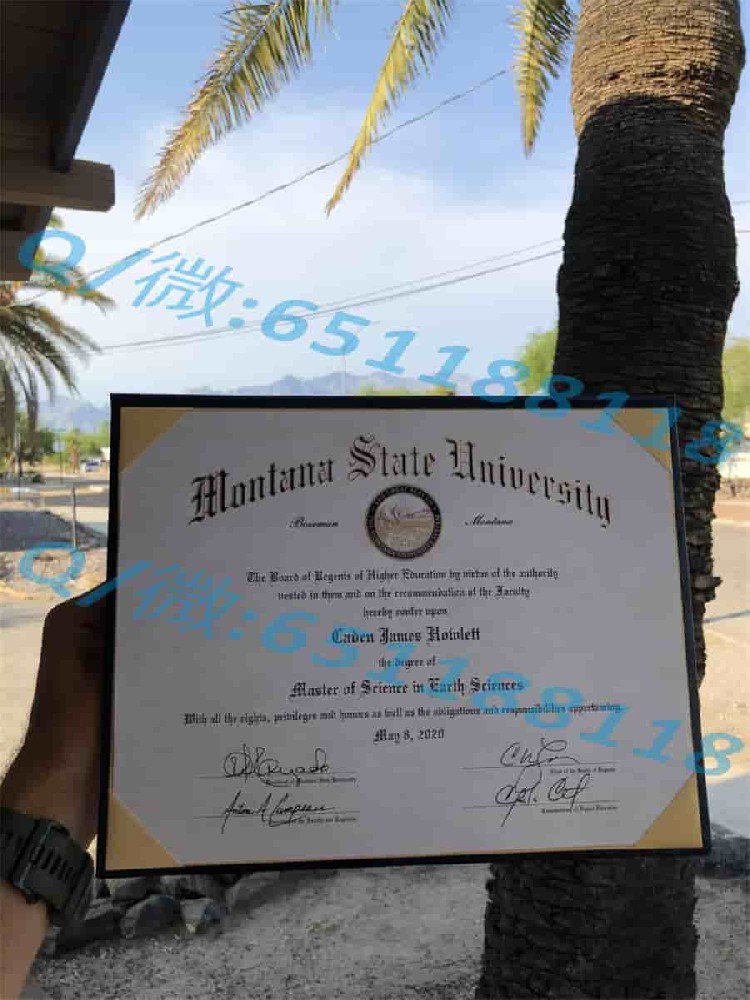 Q/微:651188118
Montana State University
Bozeman Montana
The Board of Regents of Higher Education by virtue of the authority
vested in them and on the recommendation of the Faculty
hereby confer upon
Caden James Howlett
the degree of
Q/微:651188118
Master of Science in Earth Sciences
With all the rights, privileges and honors as well as the obligations and responsibilities appertaining.
May 8, 2020